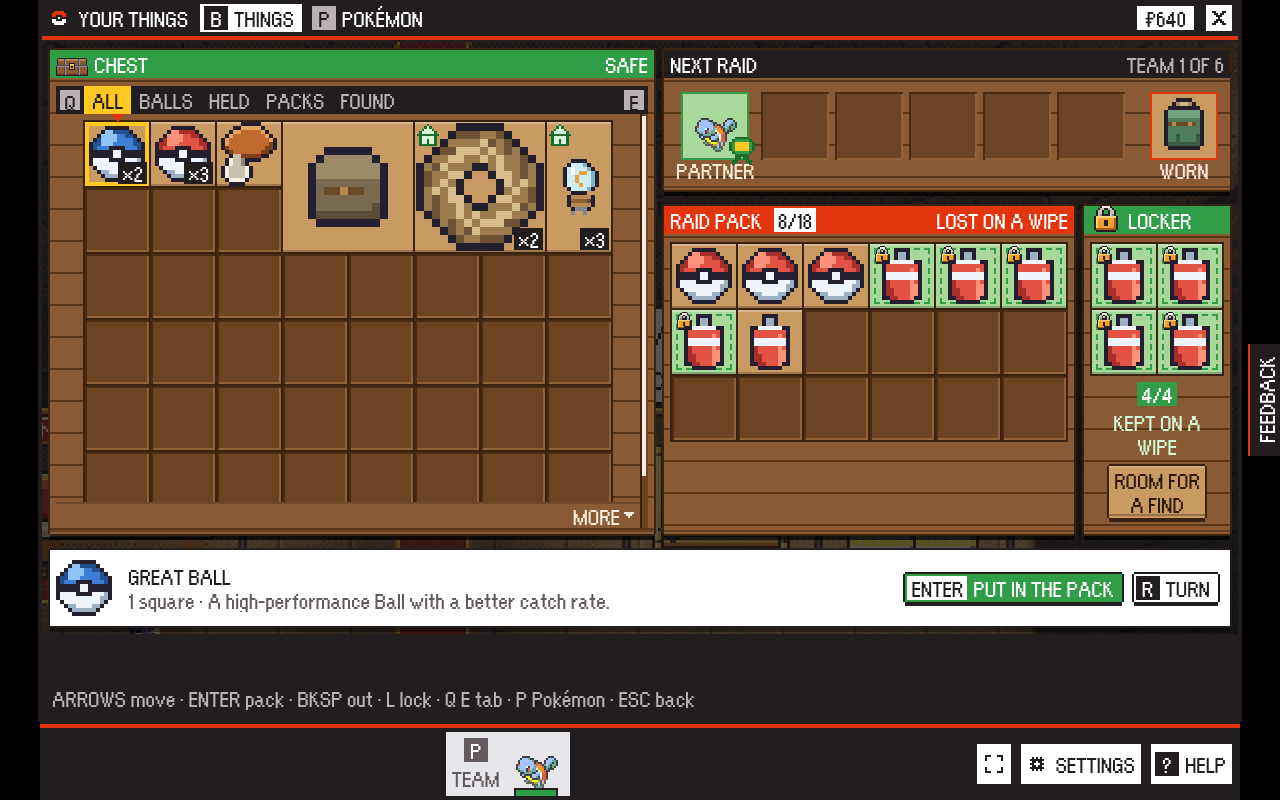 YOUR THINGS B THINGS P POKÉMON ₽640 X
CHEST SAFE
Q ALL BALLS HELD PACKS FOUND E
×2 ×3 ×2 ×3
MORE
NEXT RAID TEAM 1 OF 6
PARTNER WORN
RAID PACK 8/18 LOST ON A WIPE
LOCKER
4/4
KEPT ON A
WIPE
ROOM FOR
A FIND
FEEDBACK
GREAT BALL
1 square · A high-performance Ball with a better catch rate.
ENTER PUT IN THE PACK R TURN
ARROWS move · ENTER pack · BKSP out · L lock · Q E tab · P Pokémon · ESC back
P
TEAM
SETTINGS ? HELP